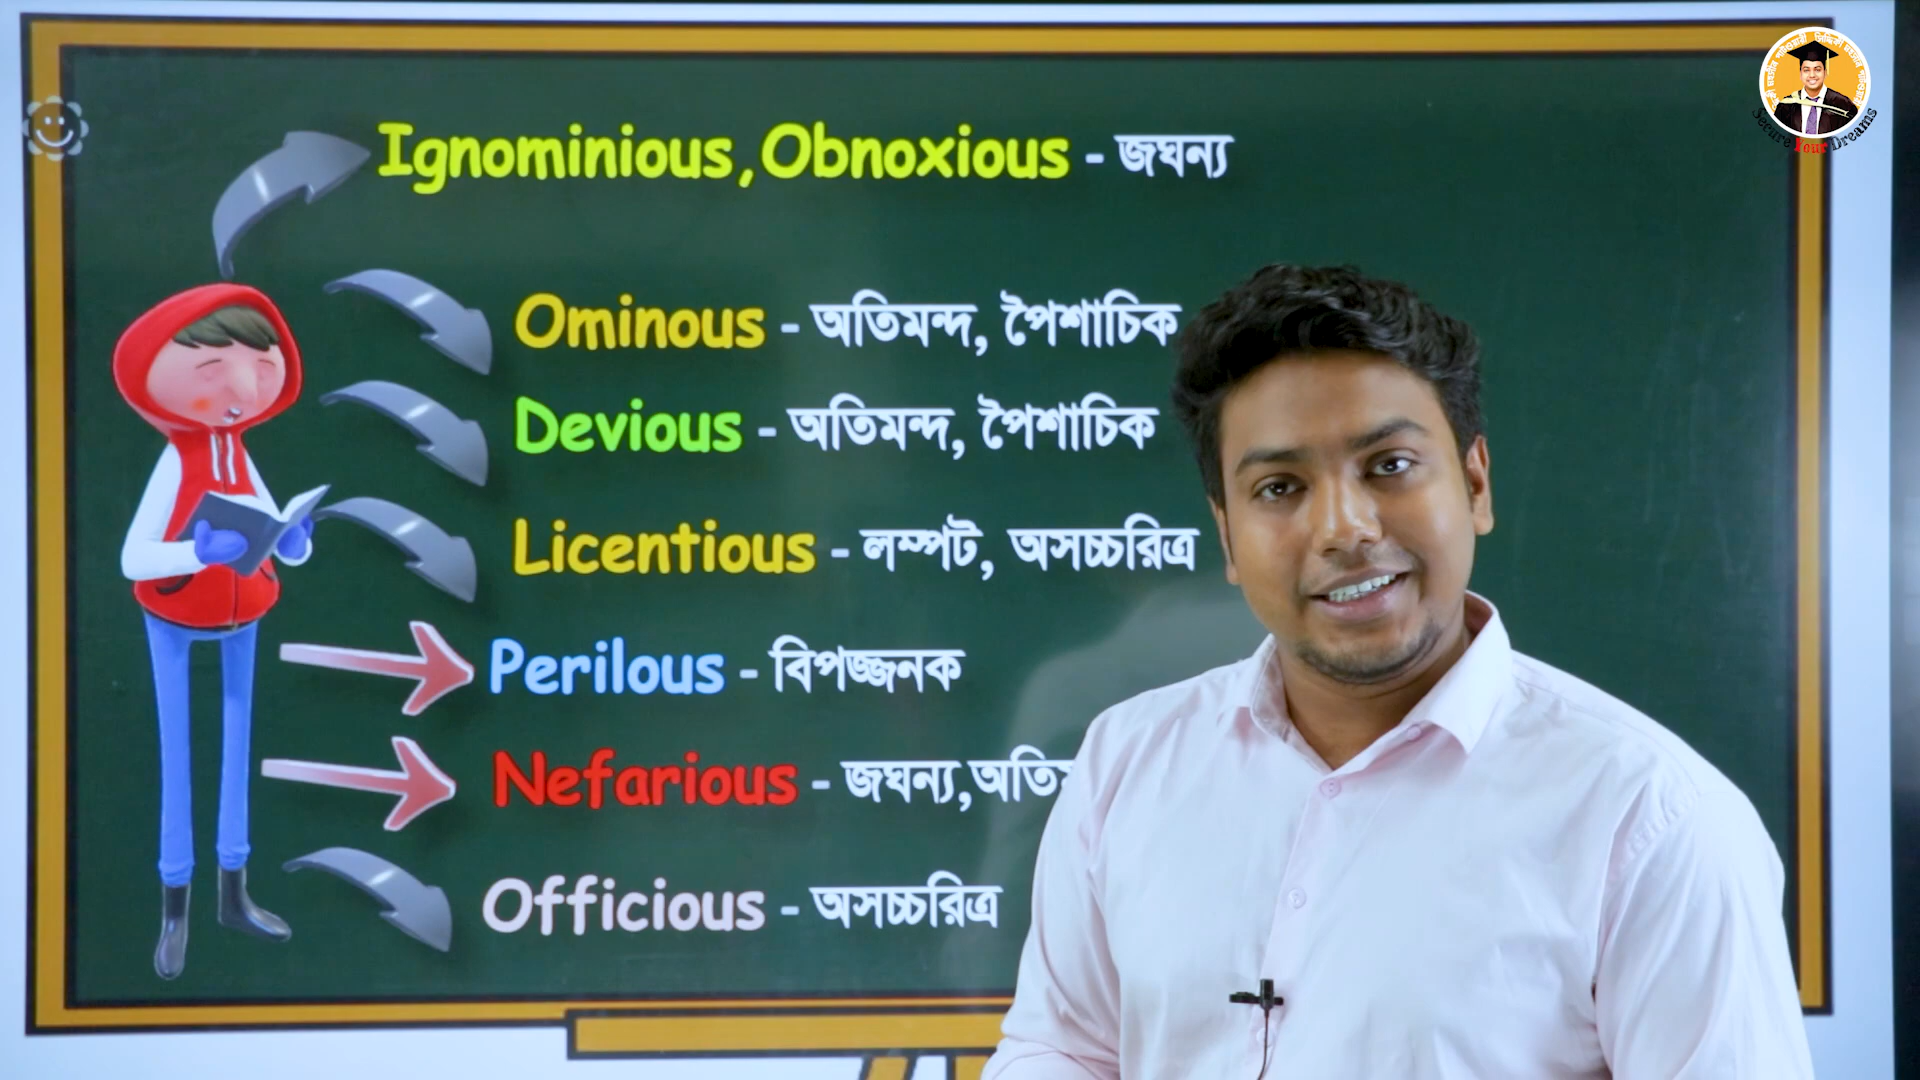 Ignominious, Obnoxious - জঘন্য
Ominous - অতিমন্দ, পৈশাচিক
Devious - অতিমন্দ, পৈশাচিক
Licentious - লম্পট, অসচ্চরিত্র
Perilous - বিপজ্জনক
Nefarious - জঘন্য,
Officious - অসচ্চরিত্র
Secure Your Dreams